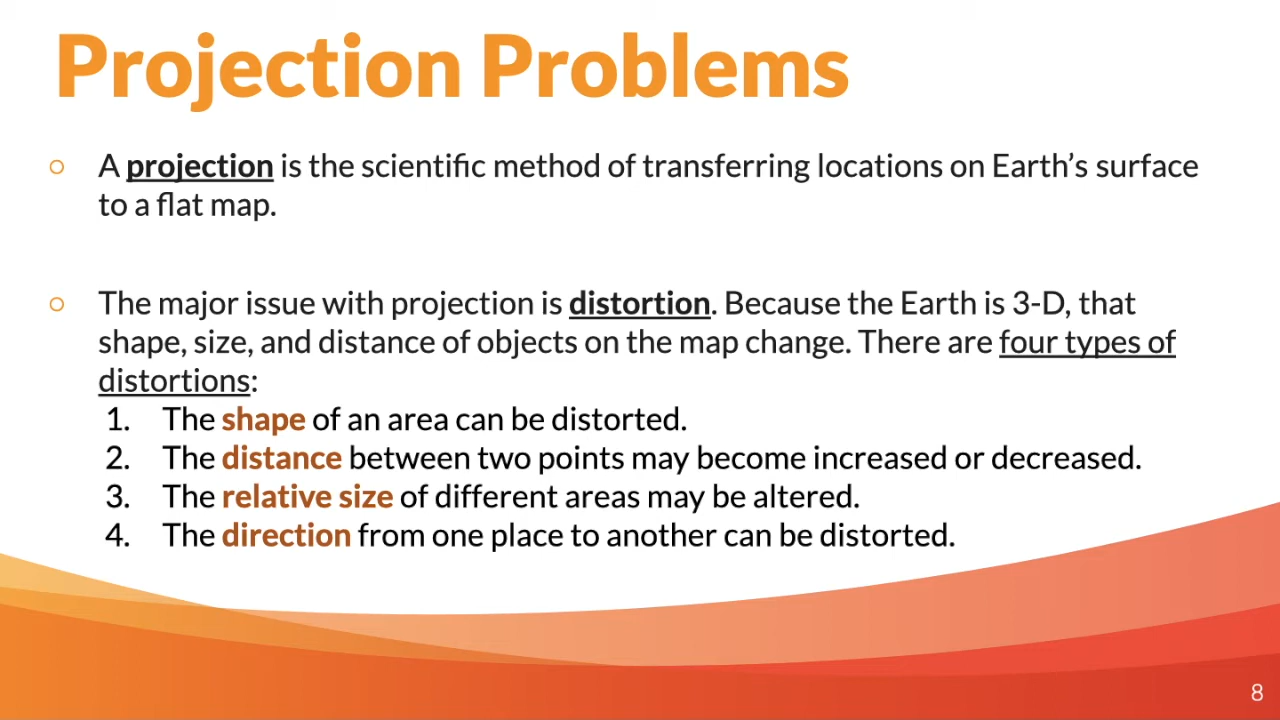 Projection Problems
○ A projection is the scientific method of transferring locations on Earth’s surface
to a flat map.
○ The major issue with projection is distortion. Because the Earth is 3-D, that
shape, size, and distance of objects on the map change. There are four types of
distortions:
1. The shape of an area can be distorted.
2. The distance between two points may become increased or decreased.
3. The relative size of different areas may be altered.
4. The direction from one place to another can be distorted.
8